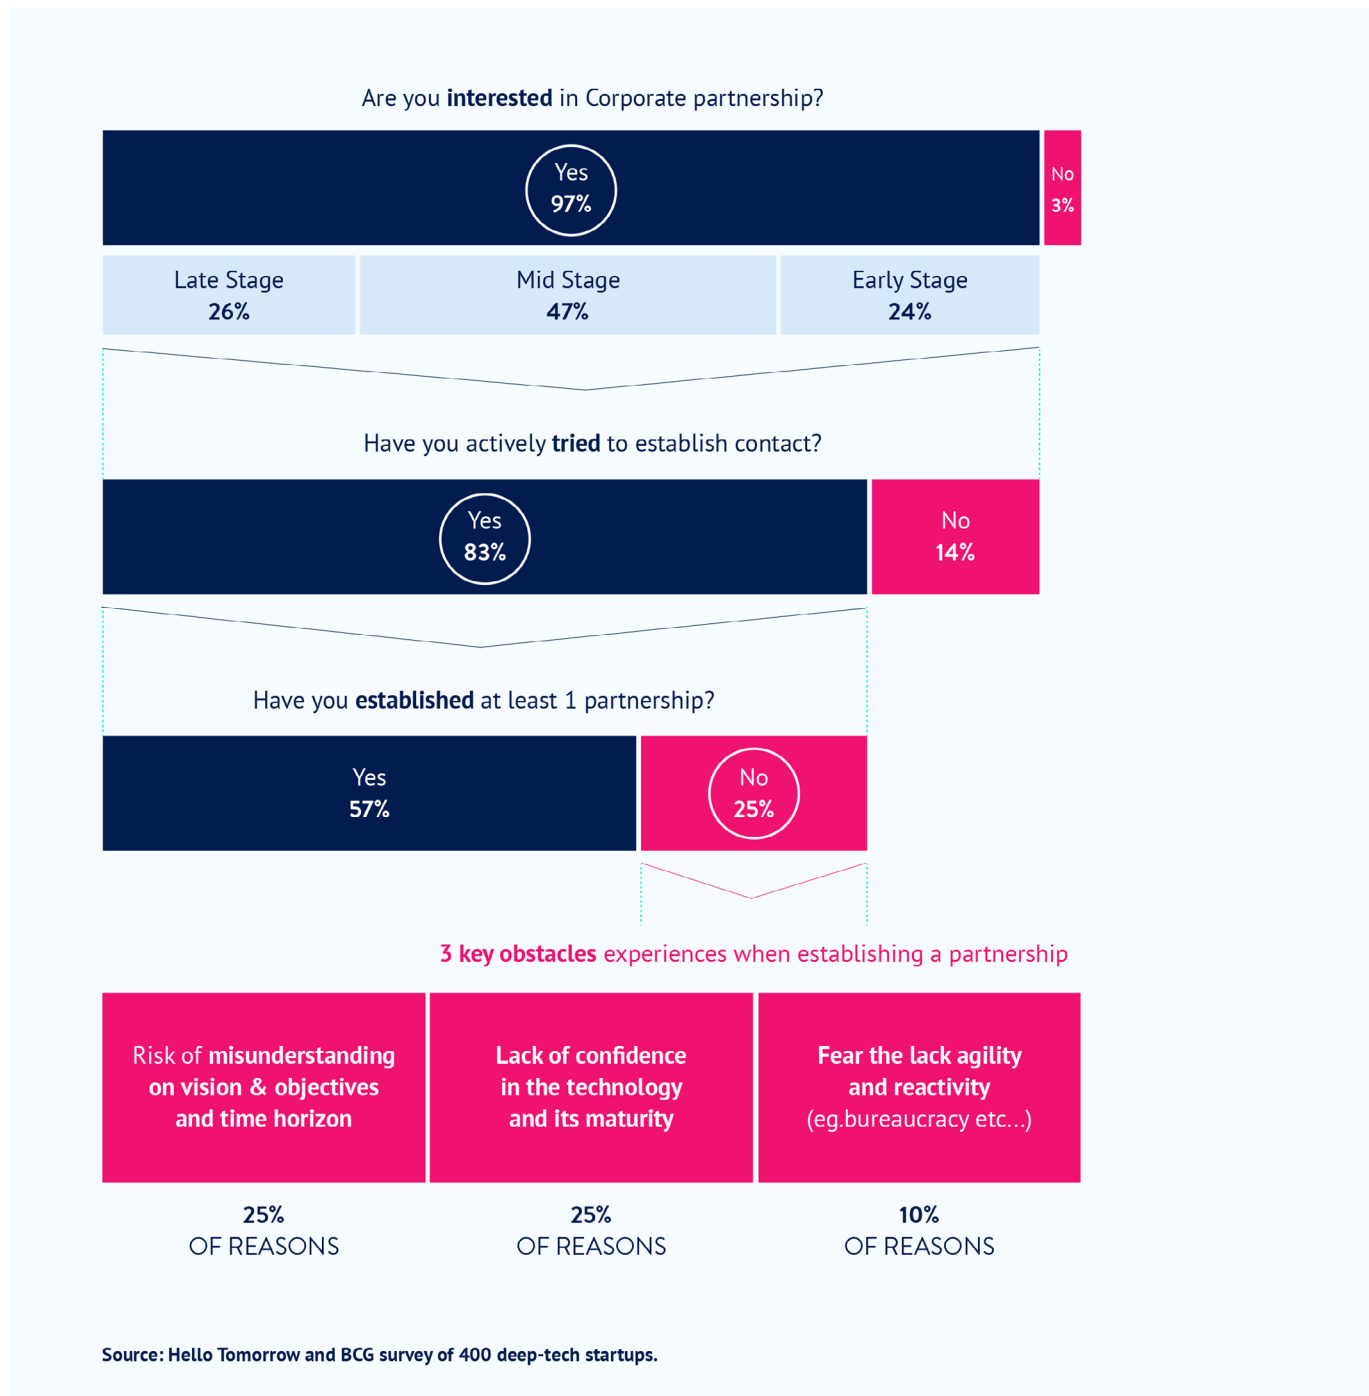 Are you interested in Corporate partnership?
Yes
97%
No
3%
Late Stage
26%
Mid Stage
47%
Early Stage
24%
Have you actively tried to establish contact?
Yes
83%
No
14%
Have you established at least 1 partnership?
Yes
57%
No
25%
3 key obstacles experiences when establishing a partnership
Risk of misunderstanding
on vision & objectives
and time horizon
Lack of confidence
in the technology
and its maturity
Fear the lack agility
and reactivity
(eg.bureaucracy etc...)
25%
OF REASONS
25%
OF REASONS
10%
OF REASONS
Source: Hello Tomorrow and BCG survey of 400 deep-tech startups.